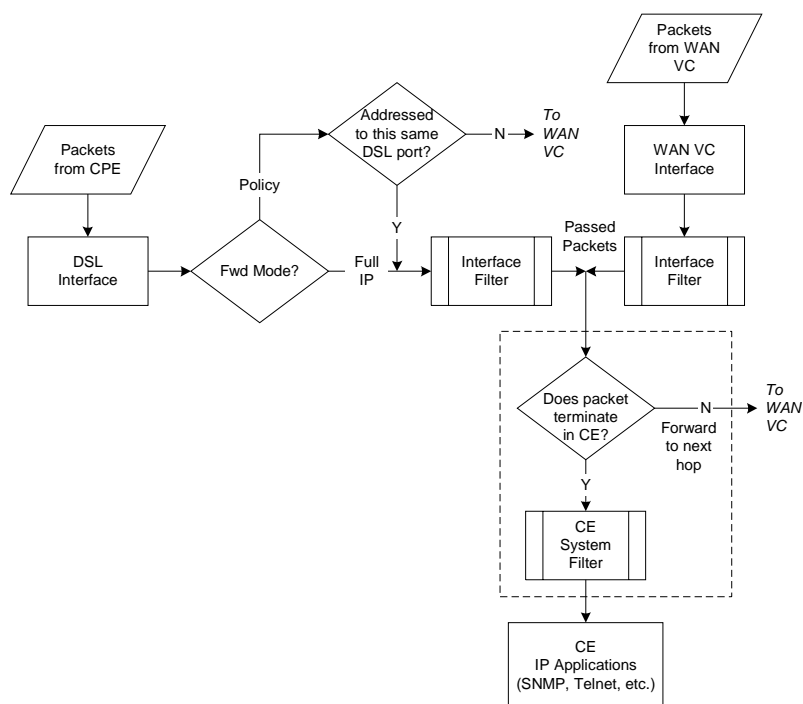 Packets
from WAN
VC
Addressed
to this same
DSL port?
N
To
WAN
VC
Packets
from CPE
WAN VC
Interface
Policy
Y
Passed
Packets
DSL
Interface
Fwd Mode?
Full
IP
Interface
Filter
Interface
Filter
Does packet
terminate
in CE?
N
To
WAN
VC
Forward
to next
hop
Y
CE
System
Filter
CE
IP Applications
(SNMP, Telnet, etc.)